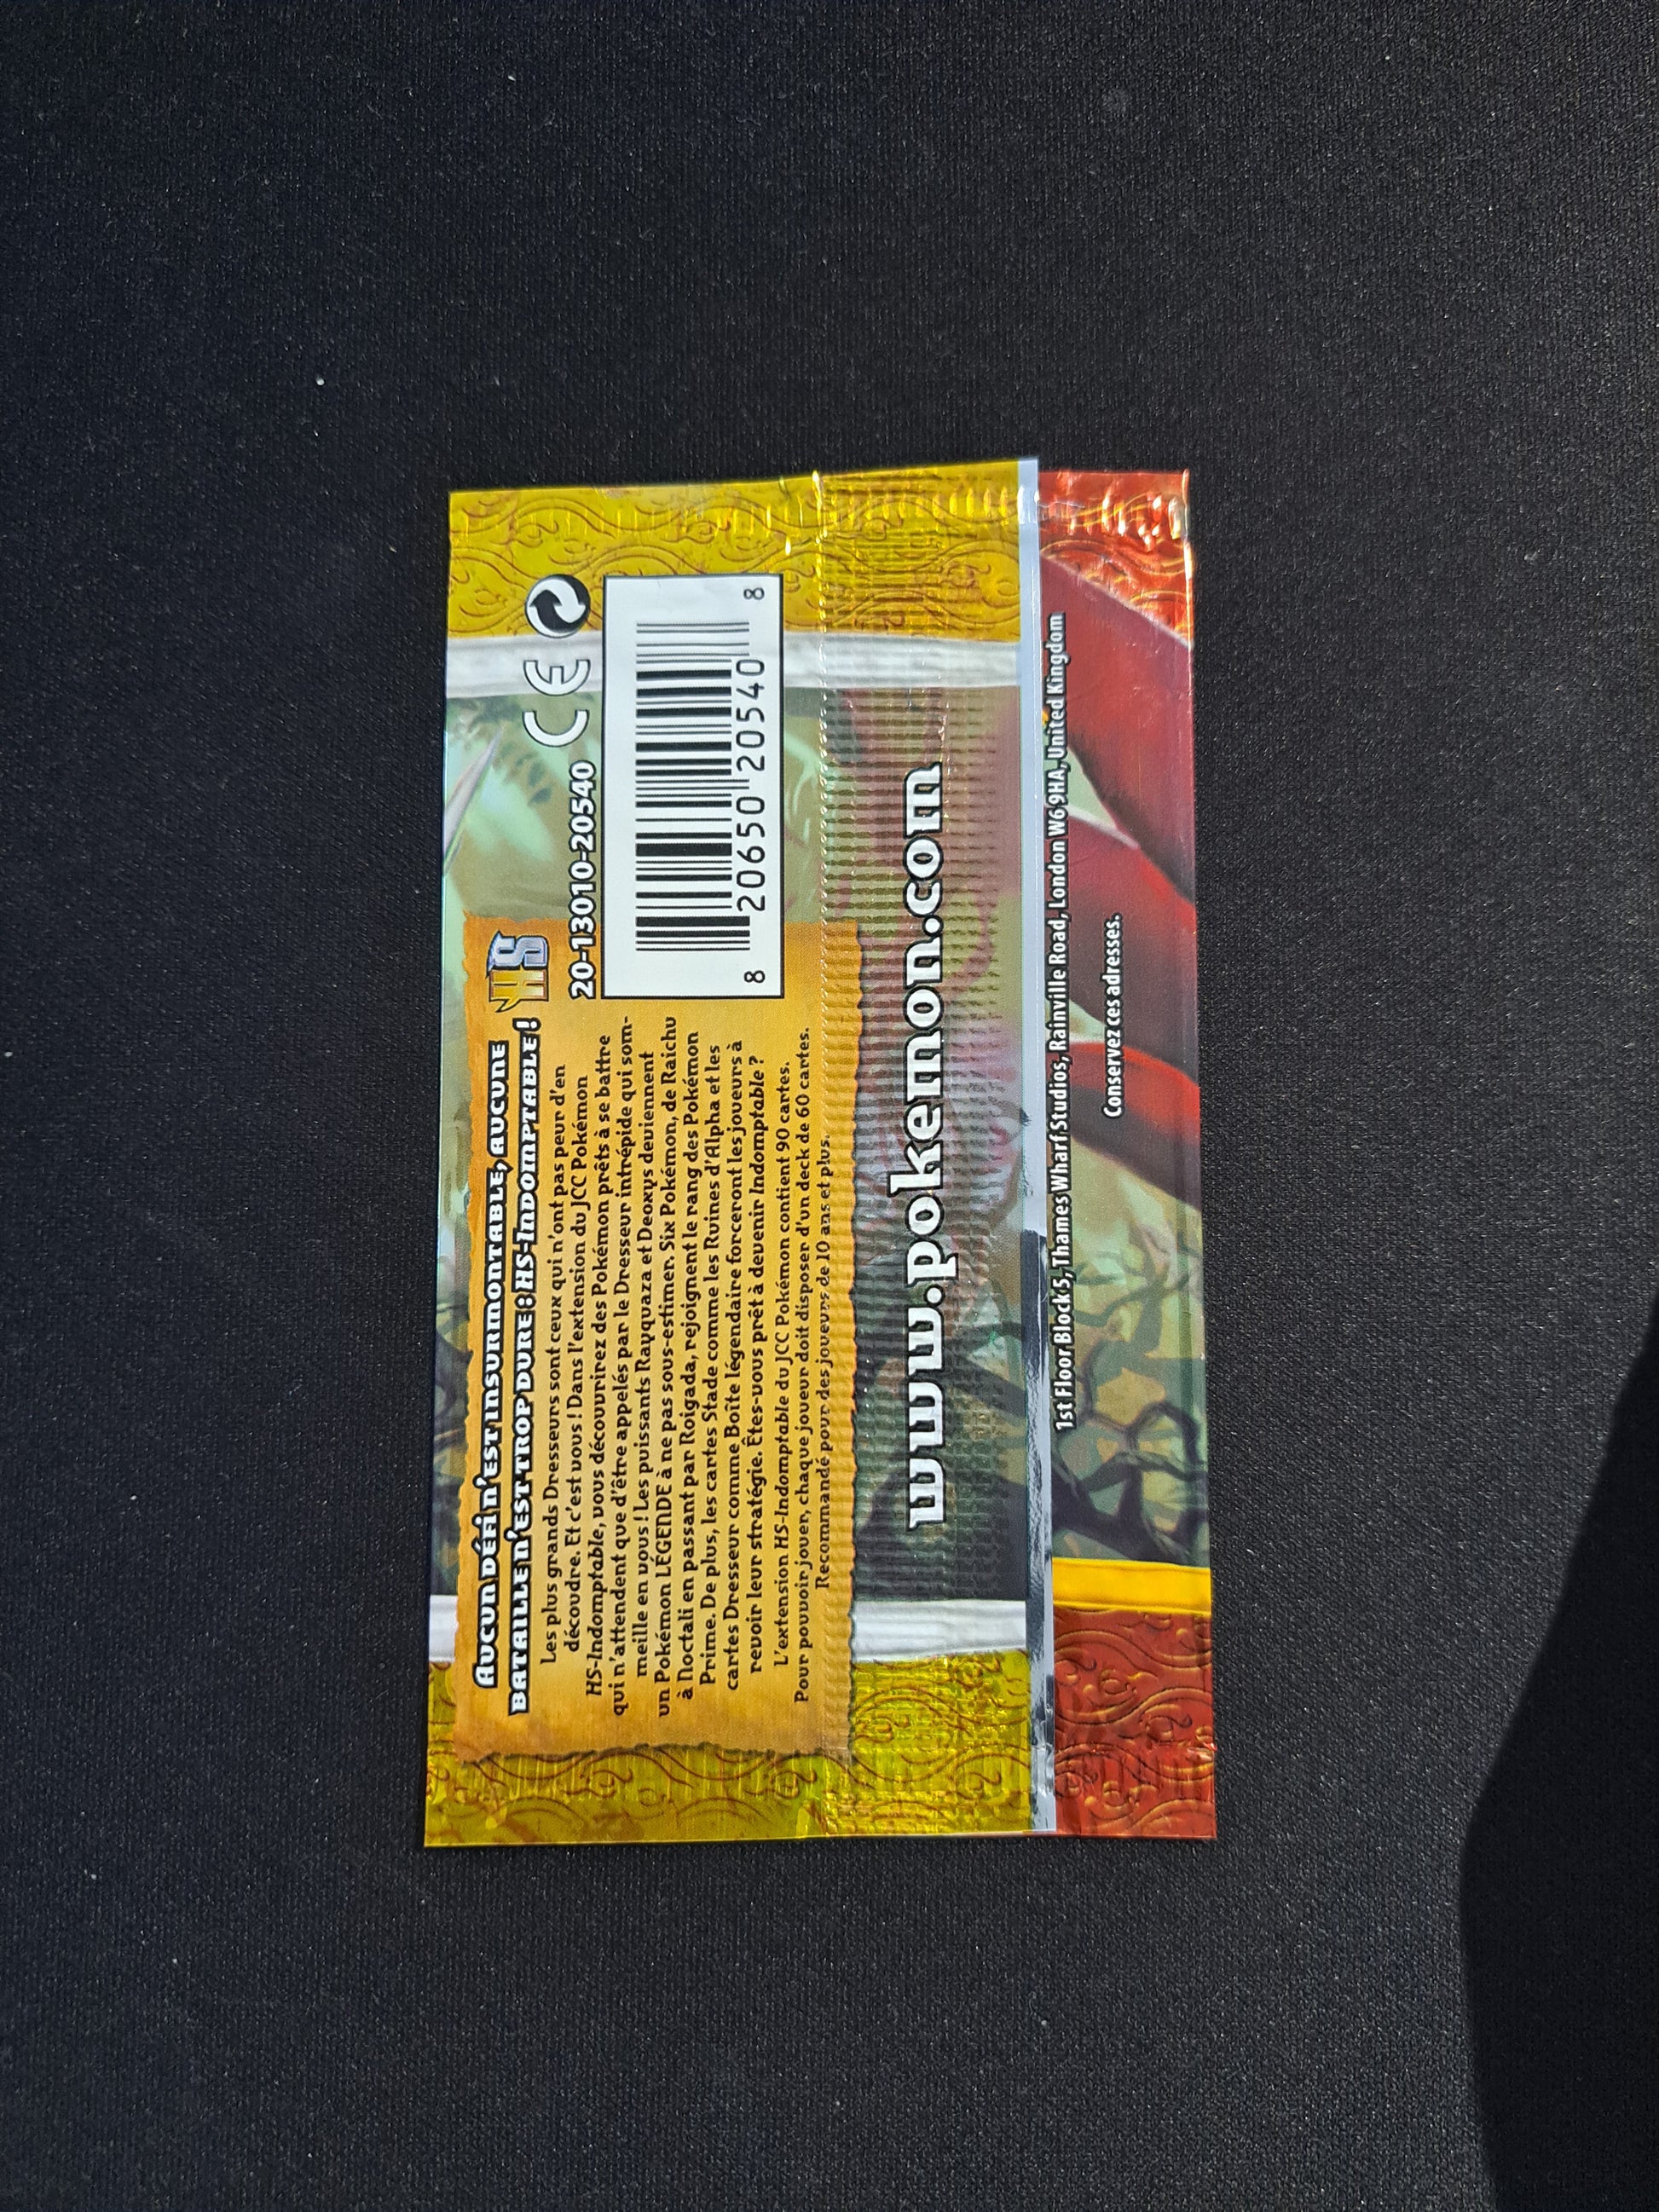 Aucun défi n'est insurmontable, aucune
bataille n'est trop dure : HS-Indomptable !
HS
Les plus grands Dresseurs sont ceux qui n'ont pas peur d'en
découdre. Et c'est vous ! Dans l'extension du JCC Pokémon
HS-Indomptable, vous découvrirez des Pokémon prêts à se battre
qui n'attendent que d'être appelés par le Dresseur intrépide qui som-
meille en vous ! Les puissants Rayquaza et Deoxys deviennent
un Pokémon LÉGENDE à ne pas sous-estimer. Six Pokémon, de Raichu
à Noctali en passant par Roigada, rejoignent le rang des Pokémon
Prime. De plus, les cartes Stade comme les Ruines d'Alpha et les
cartes Dresseur comme Boîte légendaire forceront les joueurs à
revoir leur stratégie. Êtes-vous prêt à devenir Indomptable ?
L'extension HS-Indomptable du JCC Pokémon contient 90 cartes.
Pour pouvoir jouer, chaque joueur doit disposer d'un deck de 60 cartes.
Recommandé pour des joueurs de 10 ans et plus.
20-13010-20540
CE
8 20650 20540 8
www.pokemon.com
1st Floor Block 5, Thames Wharf Studios, Rainville Road, London W6 9HA, United Kingdom
Conservez ces adresses.